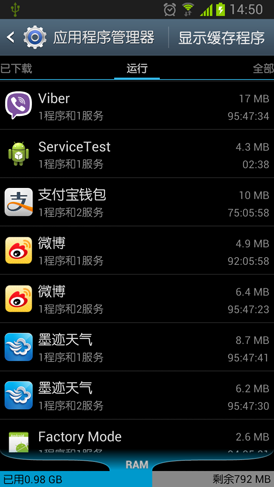 14:50
应用程序管理器 显示缓存程序
已下载 运行 全部
Viber 17 MB
1程序和1服务 95:47:34
ServiceTest 4.3 MB
1程序和1服务 02:38
支付宝钱包 10 MB
1程序和2服务 75:05:58
微博 4.9 MB
1程序和1服务 92:05:58
微博 6.4 MB
1程序和2服务 95:47:23
墨迹天气 8.7 MB
1程序和1服务 95:47:41
墨迹天气 6.2 MB
1程序和2服务 95:47:30
Factory Mode 2.6 MB
RAM
已用0.98 GB 剩余792 MB